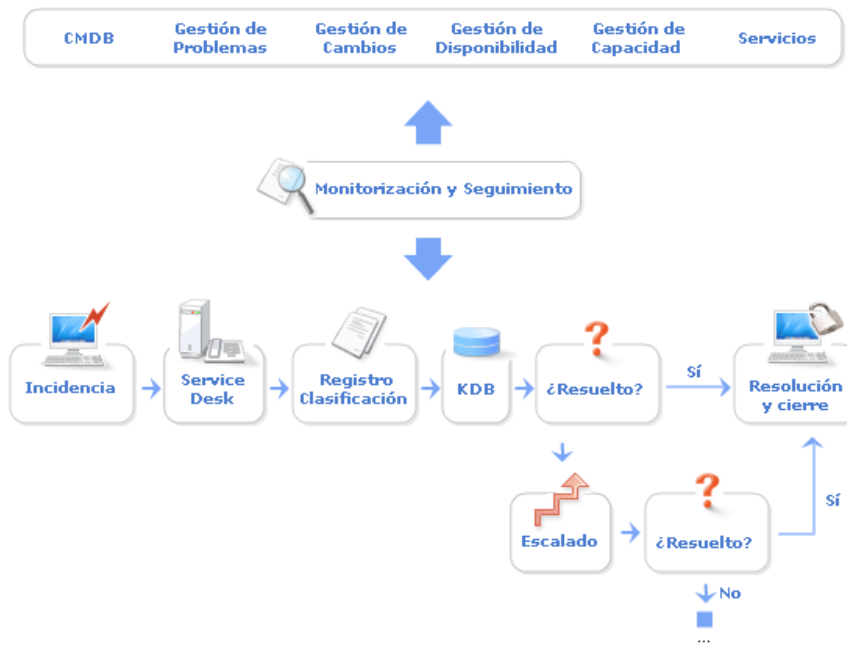 CMDB
Gestión de
Problemas
Gestión de
Cambios
Gestión de
Disponibilidad
Gestión de
Capacidad
Servicios
Monitorización y Seguimiento
Incidencia
Service
Desk
Registro
Clasificación
KDB
¿Resuelto?
Sí
Resolución
y cierre
Escalado
¿Resuelto?
Sí
No
...